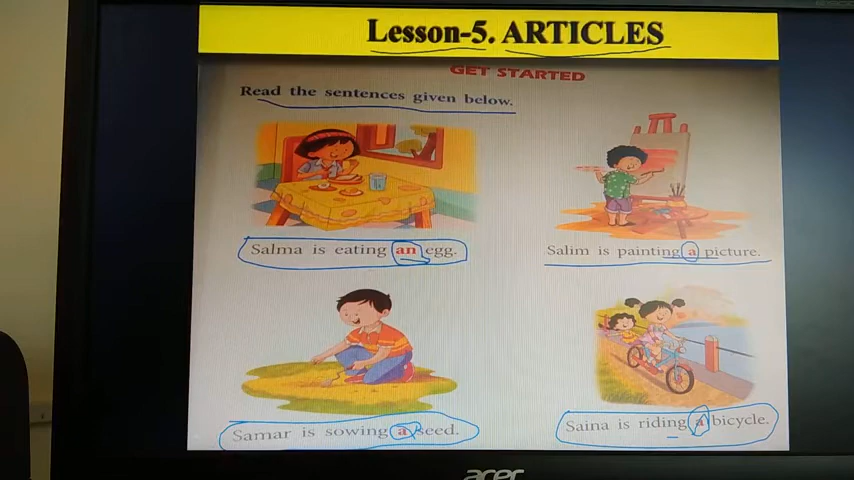 Lesson-5. ARTICLES
GET STARTED
Read the sentences given below.
Salma is eating an egg.
Salim is painting a picture.
Samar is sowing a seed.
Saina is riding a bicycle.
acer